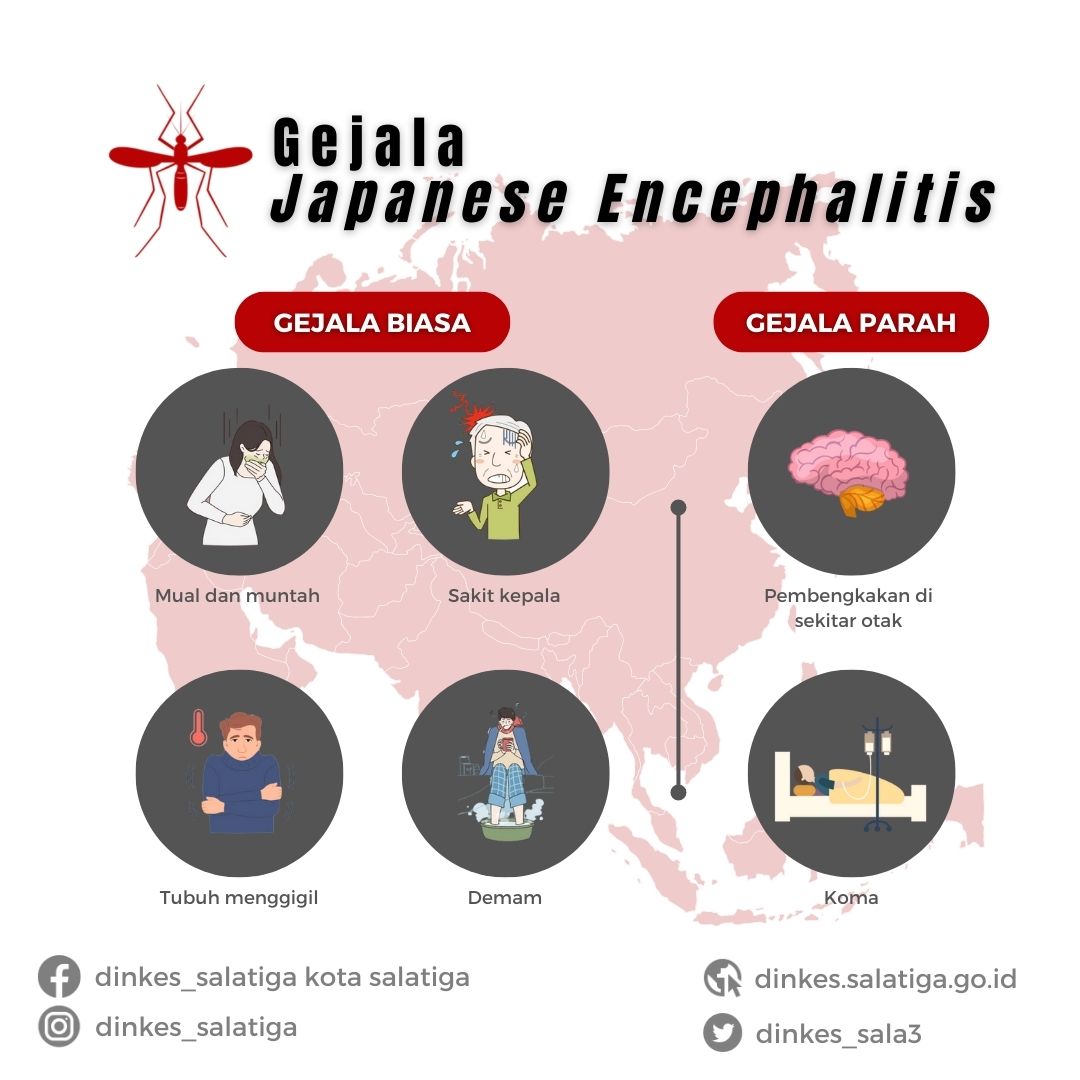 Gejala
Japanese Encephalitis
GEJALA BIASA
GEJALA PARAH
Mual dan muntah
Sakit kepala
Pembengkakan di
sekitar otak
Tubuh menggigil
Demam
Koma
dinkes_salatiga kota salatiga
dinkes_salatiga
dinkes.salatiga.go.id
dinkes_sala3